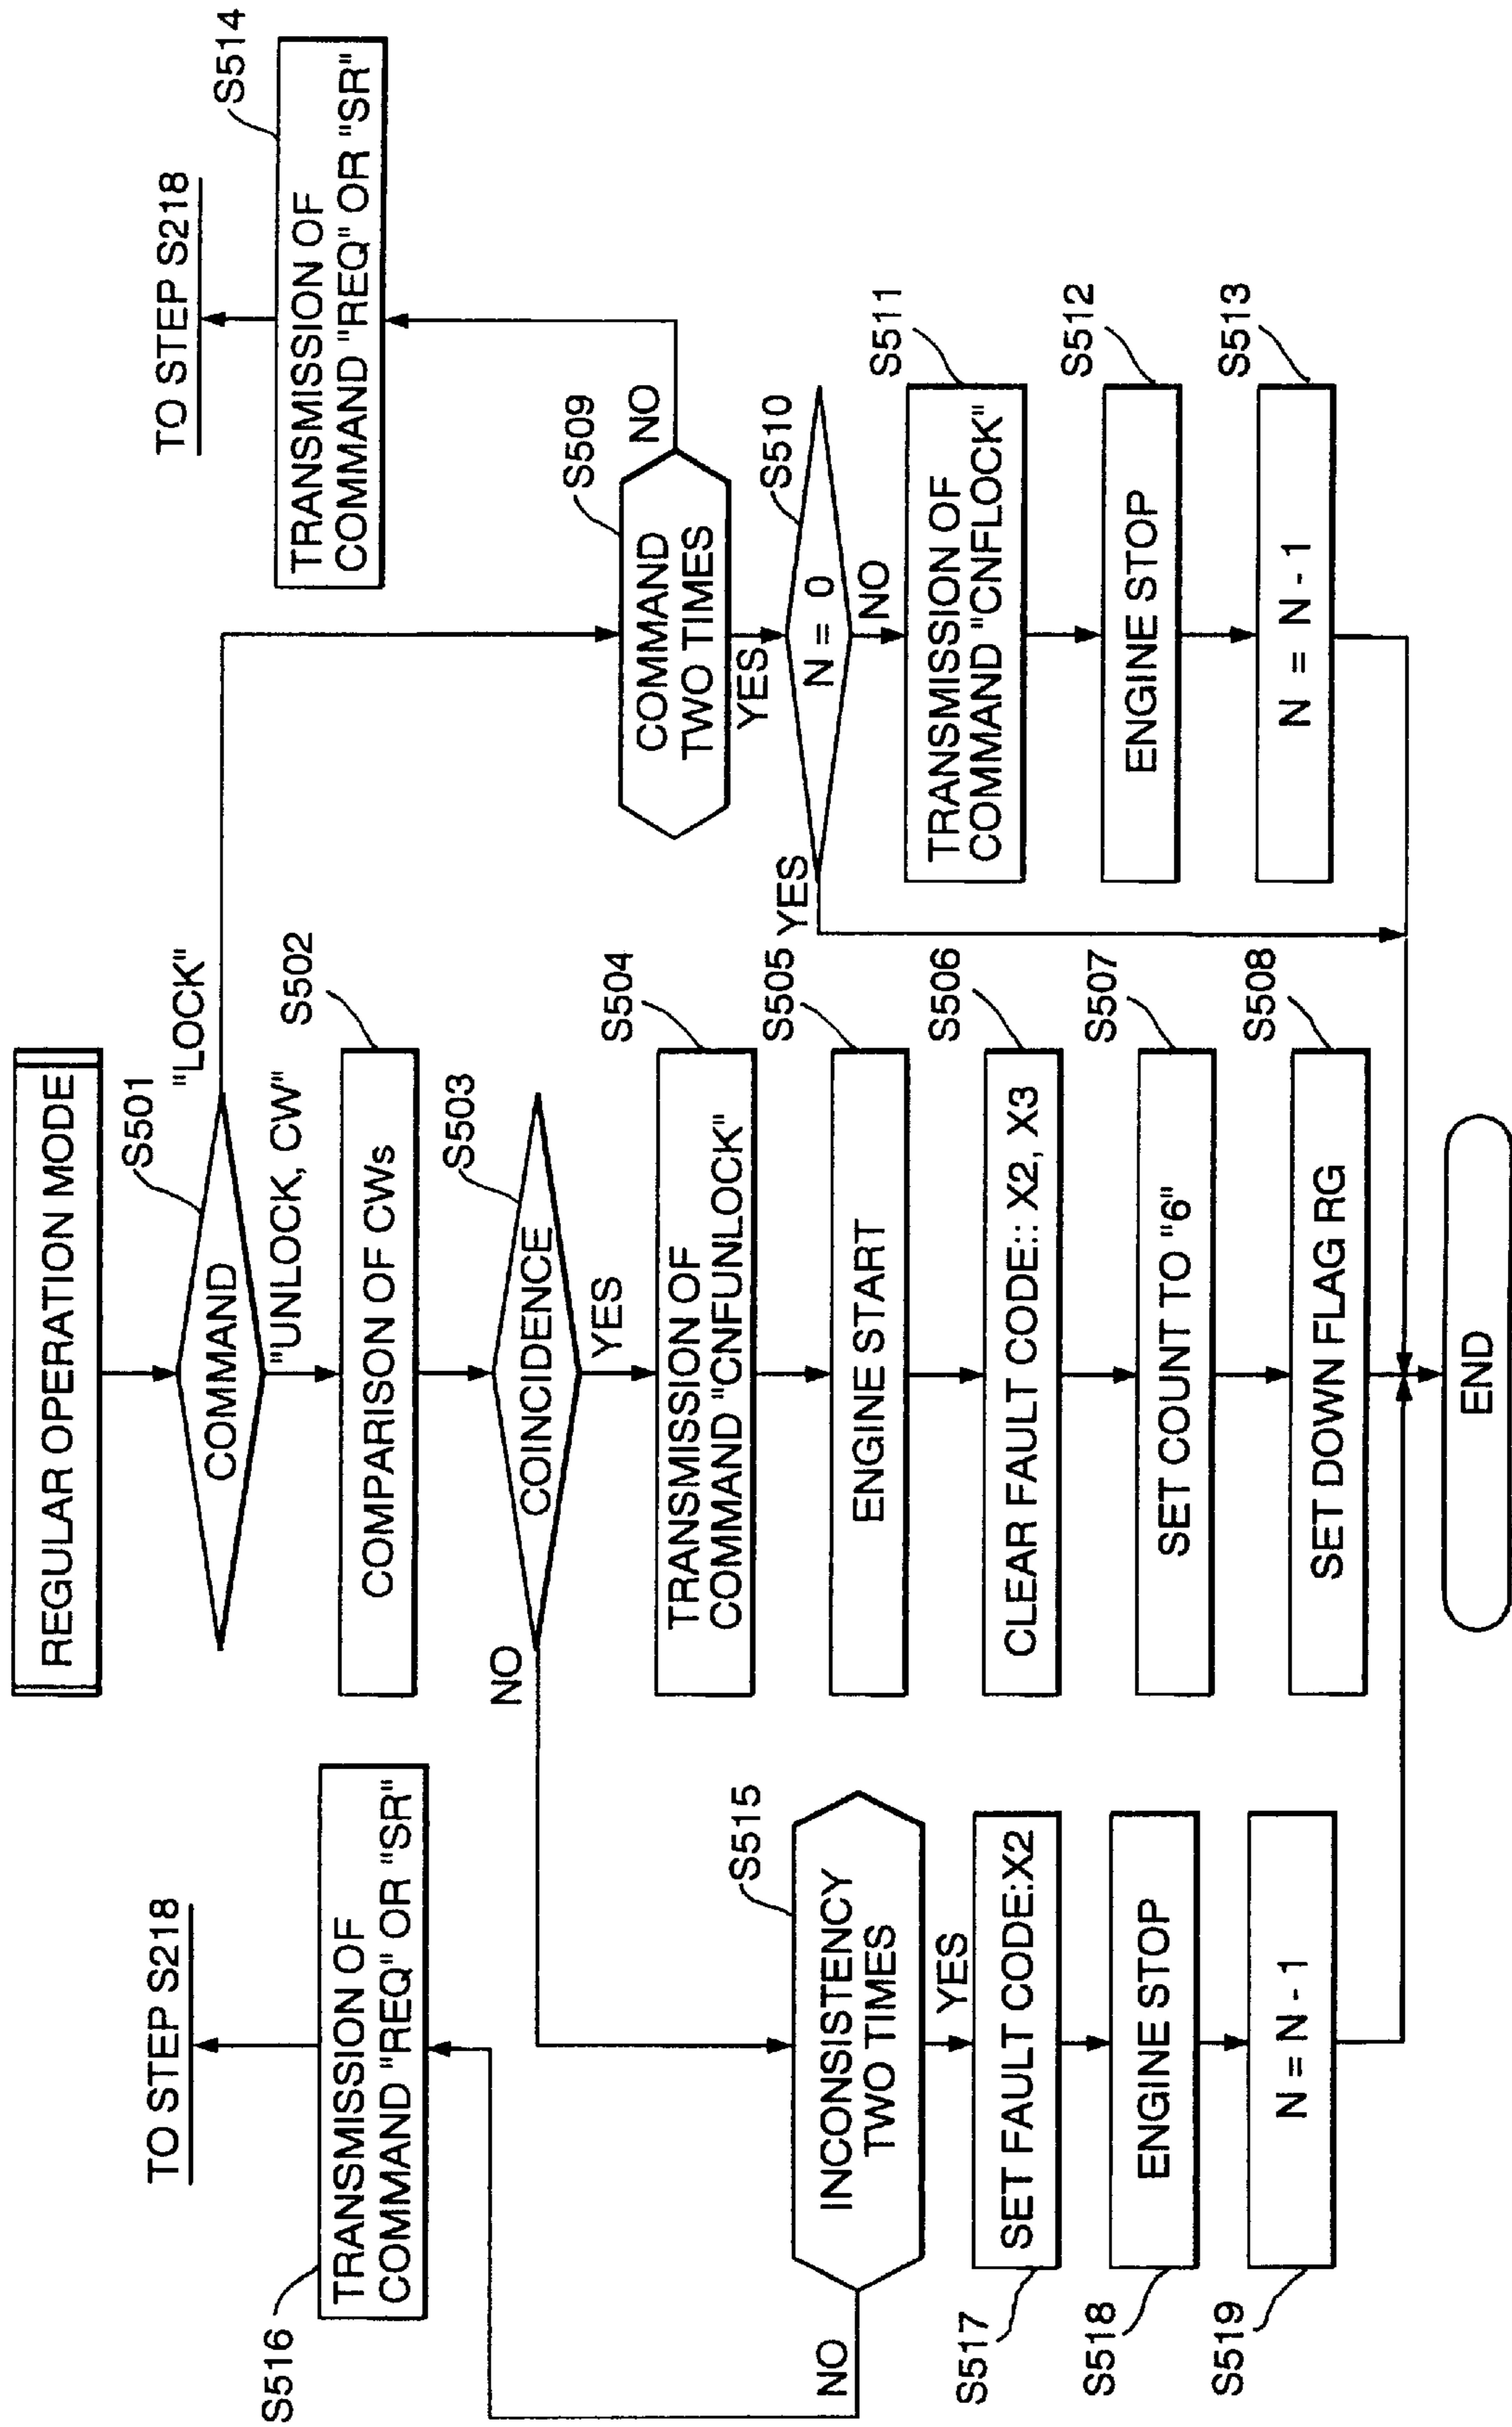 REGULAR OPERATION MODE
S501
COMMAND
"LOCK"
"UNLOCK, CW"
S502
COMPARISON OF CWs
S503
COINCIDENCE
NO
YES
S504
TRANSMISSION OF
COMMAND "CNFUNLOCK"
S505
ENGINE START
S506
CLEAR FAULT CODE:: X2, X3
S507
SET COUNT TO "6"
S508
SET DOWN FLAG RG
END
TO STEP S218
S514
TRANSMISSION OF
COMMAND "REQ" OR "SR"
S509
COMMAND
TWO TIMES
NO
YES
S510
N = 0
YES
NO
S511
TRANSMISSION OF
COMMAND "CNFLOCK"
S512
ENGINE STOP
S513
N = N - 1
TO STEP S218
S516
TRANSMISSION OF
COMMAND "REQ" OR "SR"
S515
INCONSISTENCY
TWO TIMES
NO
YES
S517
SET FAULT CODE:X2
S518
ENGINE STOP
S519
N = N - 1